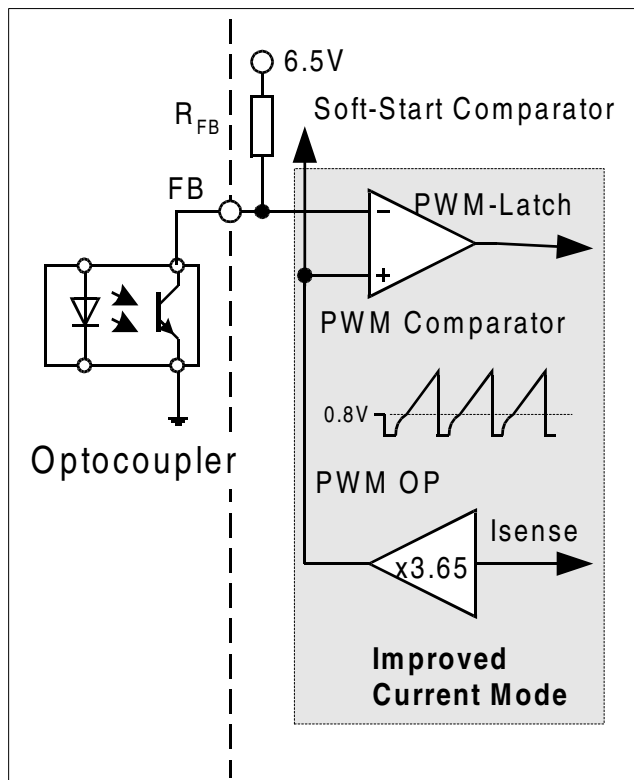 6.5V
R_FB
Soft-Start Comparator
FB
PWM-Latch
−
+
PWM Comparator
0.8V
Optocoupler
PWM OP
Isense
x3.65
Improved
Current Mode